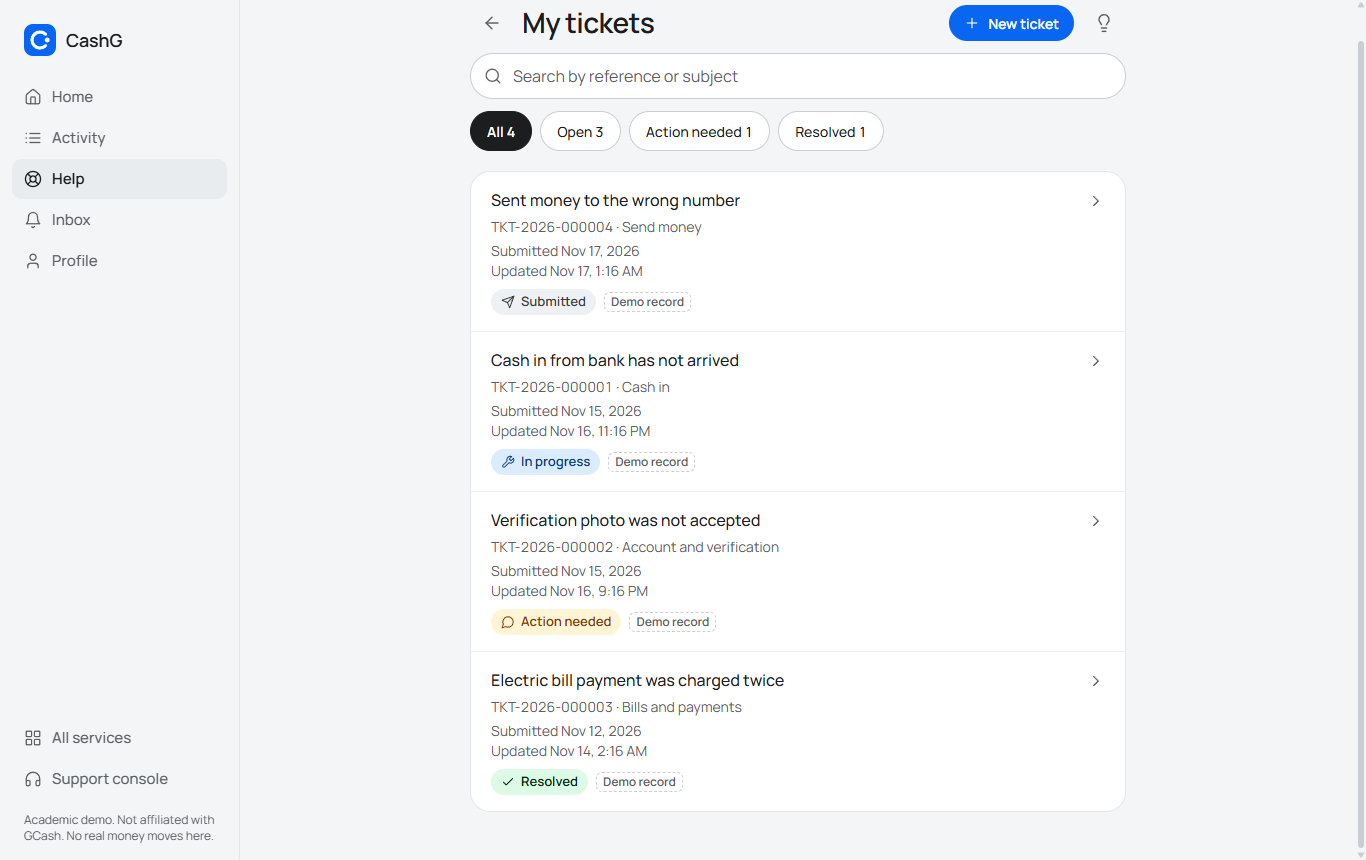 CashG
Home
Activity
Help
Inbox
Profile
All services
Support console
Academic demo. Not affiliated with
GCash. No real money moves here.
My tickets
New ticket
Search by reference or subject
All 4
Open 3
Action needed 1
Resolved 1
Sent money to the wrong number
TKT-2026-000004 · Send money
Submitted Nov 17, 2026
Updated Nov 17, 1:16 AM
Submitted
Demo record
Cash in from bank has not arrived
TKT-2026-000001 · Cash in
Submitted Nov 15, 2026
Updated Nov 16, 11:16 PM
In progress
Demo record
Verification photo was not accepted
TKT-2026-000002 · Account and verification
Submitted Nov 15, 2026
Updated Nov 16, 9:16 PM
Action needed
Demo record
Electric bill payment was charged twice
TKT-2026-000003 · Bills and payments
Submitted Nov 12, 2026
Updated Nov 14, 2:16 AM
Resolved
Demo record